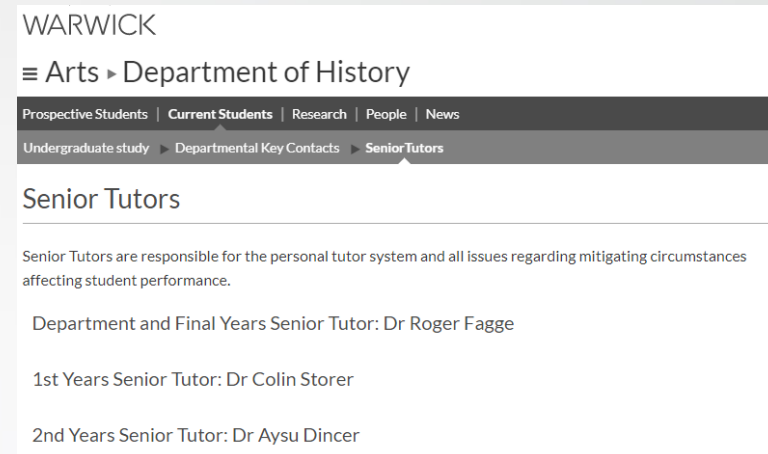 WARWICK
Arts ▸ Department of History
Prospective Students | Current Students | Research | People | News
Undergraduate study ▸ Departmental Key Contacts ▸ SeniorTutors
Senior Tutors
Senior Tutors are responsible for the personal tutor system and all issues regarding mitigating circumstances
affecting student performance.
Department and Final Years Senior Tutor: Dr Roger Fagge
1st Years Senior Tutor: Dr Colin Storer
2nd Years Senior Tutor: Dr Aysu Dincer